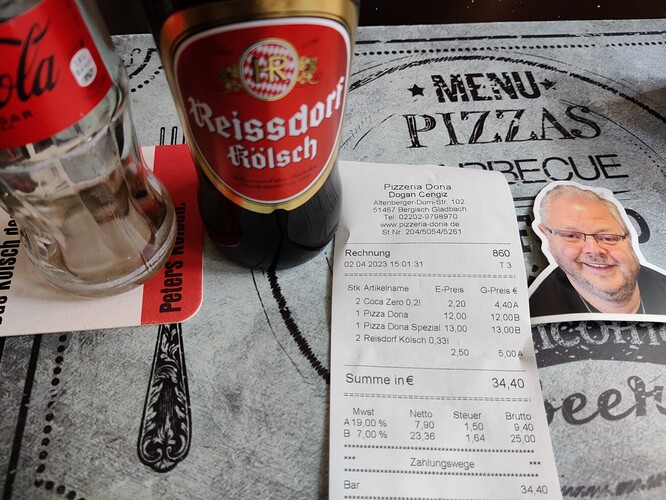 Cola
Reissdorf
Kölsch
Peters Kölsch.
MENU
PIZZAS
Pizzeria Dona
Dogan Cengiz
Altenberger-Dom-Str. 102
51467 Bergisch Gladbach
Tel: 02202-9798970
www.pizzeria-dona.de
St.Nr: 204/5054/5261
Rechnung 860
02.04.2023 15:01:31 T 3
Stk Artikelname E-Preis G-Preis €
2 Coca Zero 0,2l 2,20 4,40A
1 Pizza Dona 12,00 12,00B
1 Pizza Dona Spezial 13,00 13,00B
2 Reisdorf Kölsch 0,33l
2,50 5,00A
Summe in € 34,40
Mwst Netto Steuer Brutto
A 19,00 % 7,90 1,50 9,40
B 7,00 % 23,36 1,64 25,00
*** Zahlungswege ***
Bar 34,40